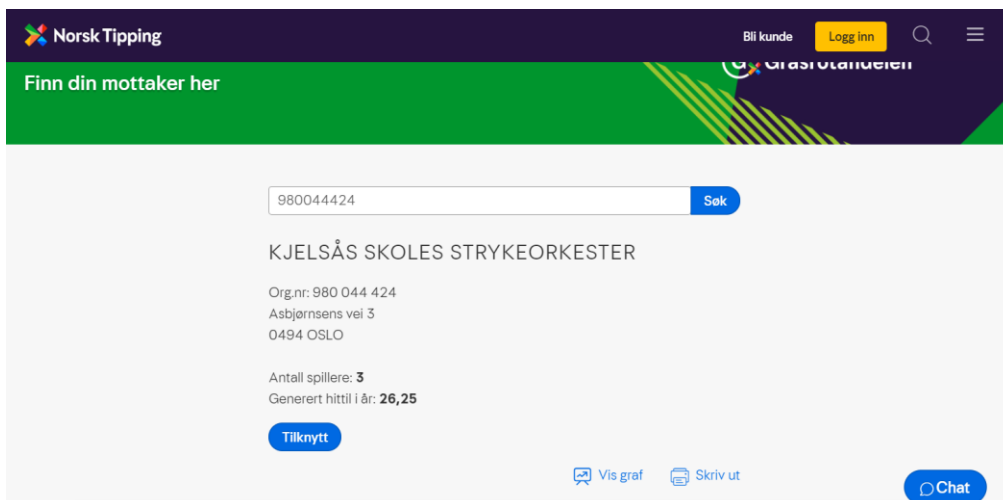 Norsk Tipping
Bli kunde
Logg inn
Finn din mottaker her
Grasrotandelen
980044424
Søk
KJELSÅS SKOLES STRYKEORKESTER
Org.nr: 980 044 424
Asbjørnsens vei 3
0494 OSLO
Antall spillere: 3
Generert hittil i år: 26,25
Tilknytt
Vis graf
Skriv ut
Chat